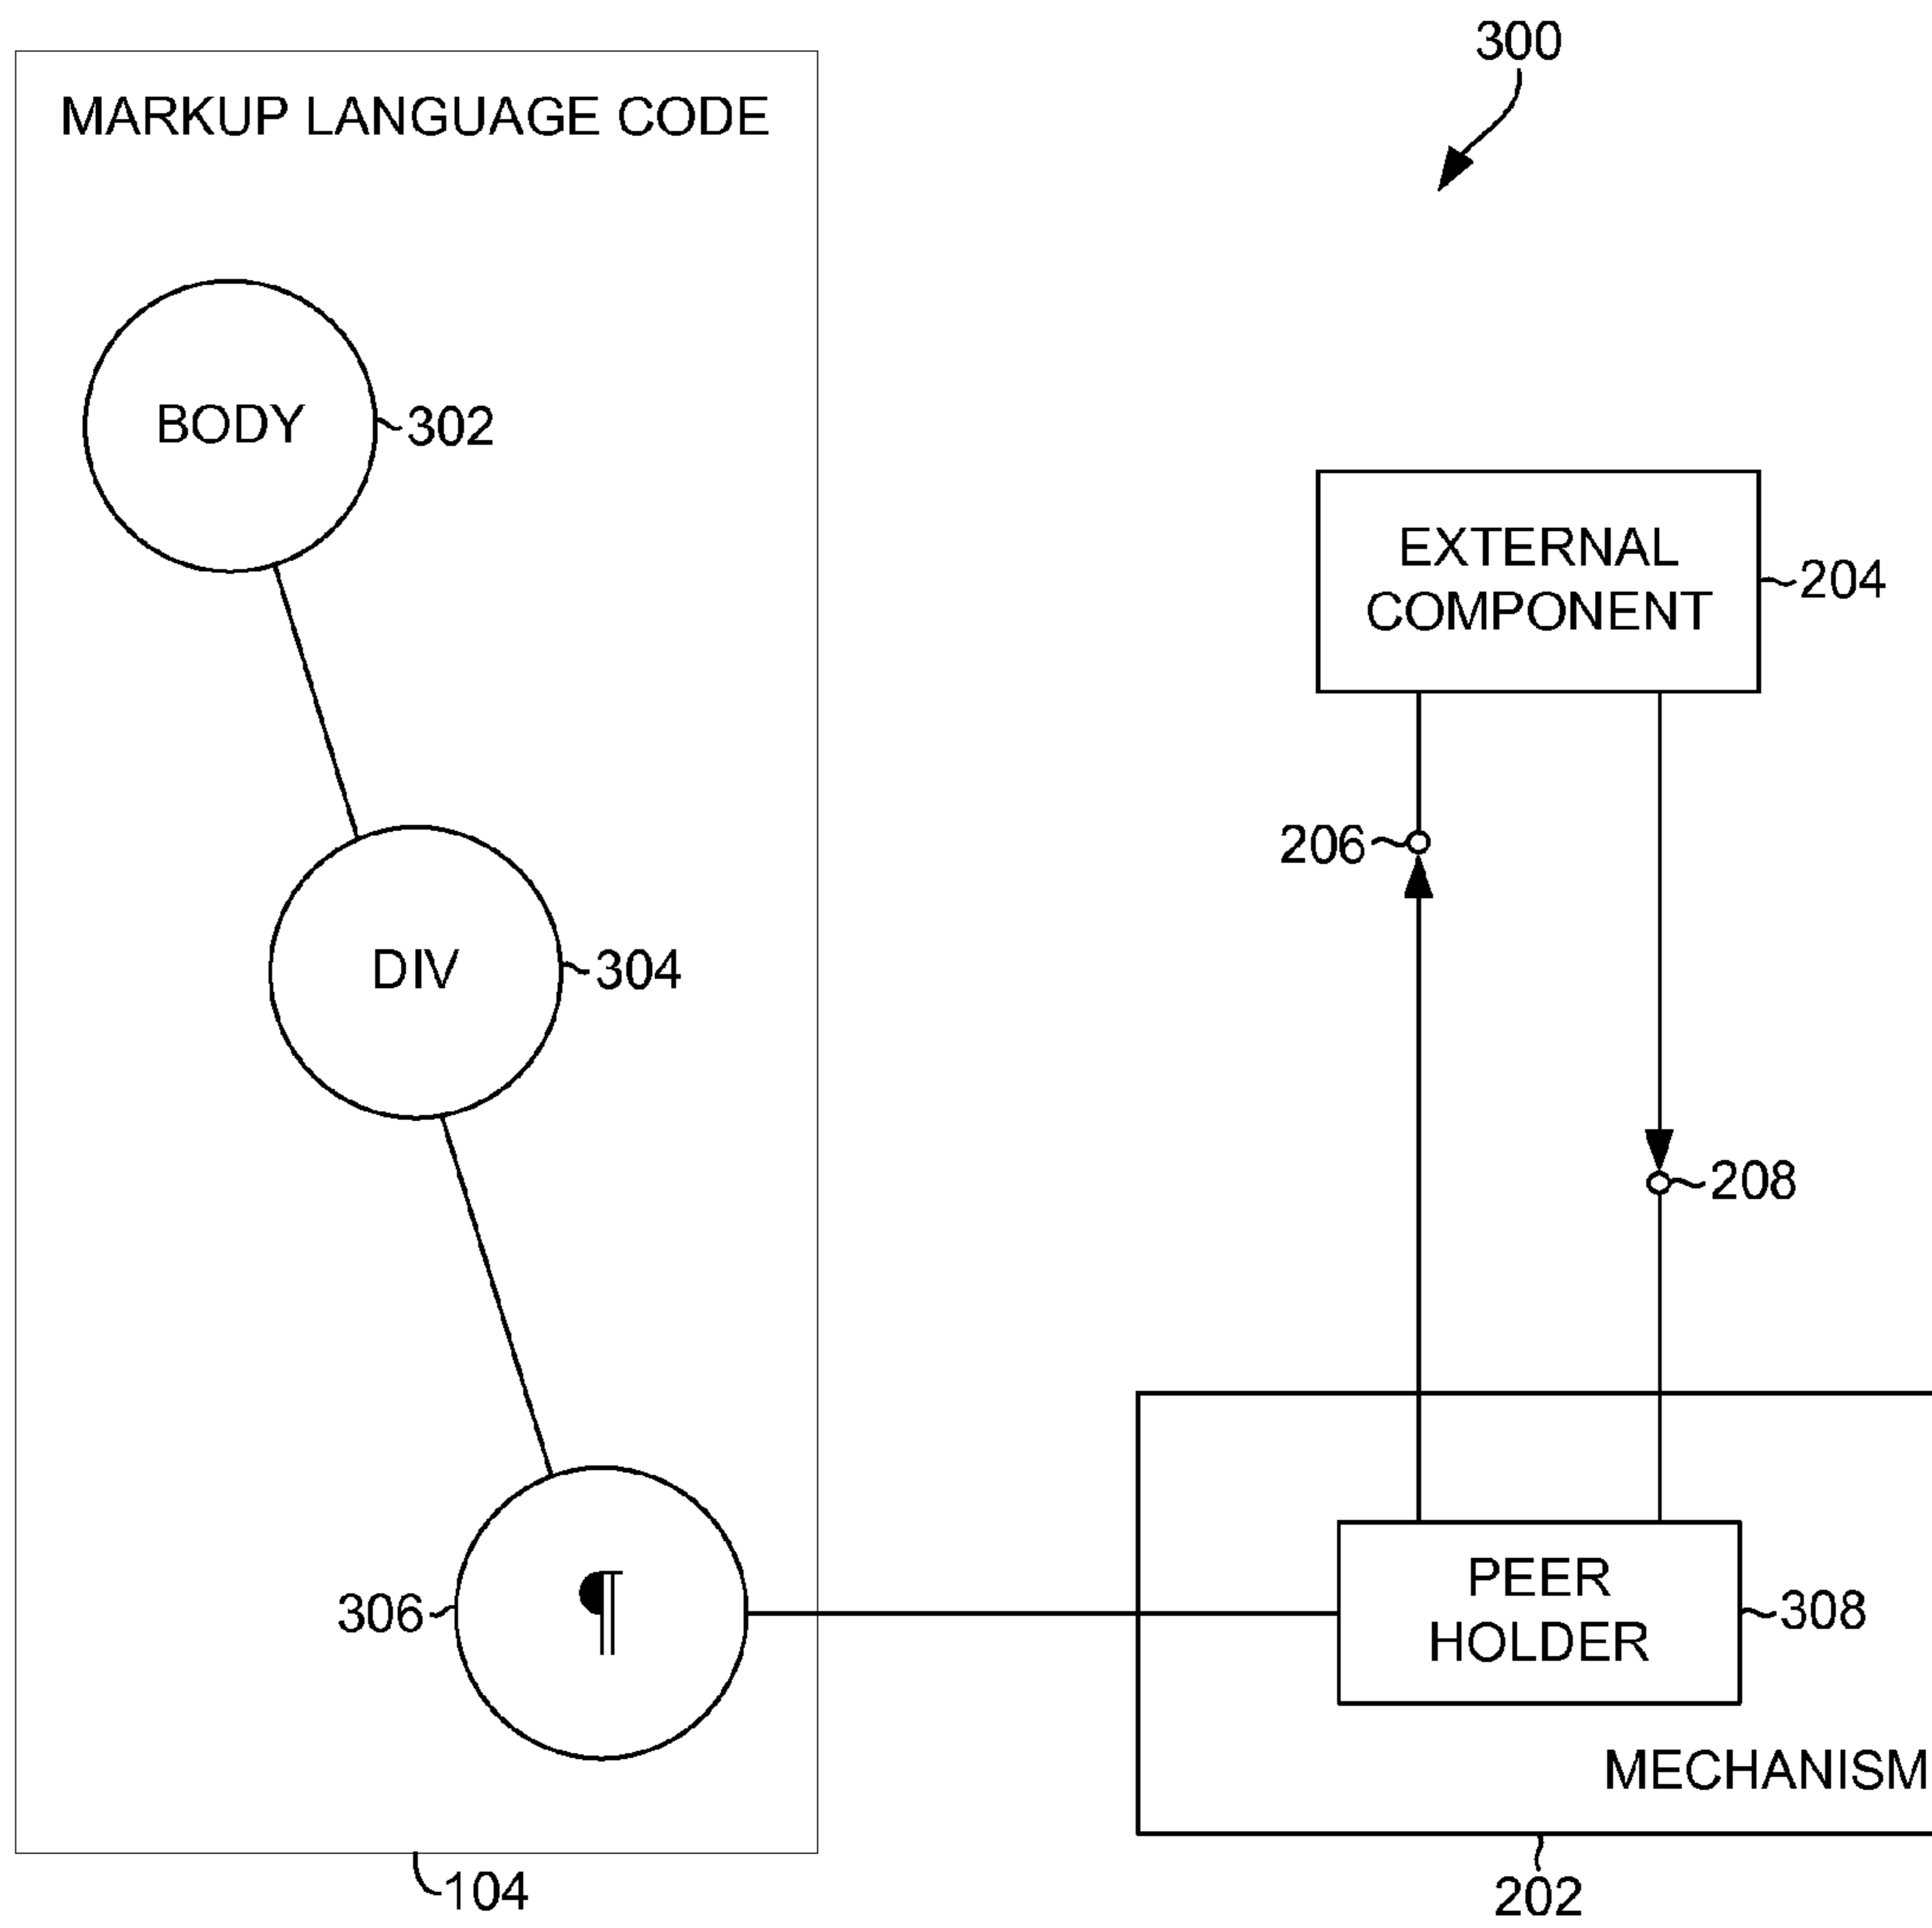 300
MARKUP LANGUAGE CODE
BODY
302
EXTERNAL
COMPONENT
204
206
DIV
304
208
¶
306
PEER
HOLDER
308
MECHANISM
104
202